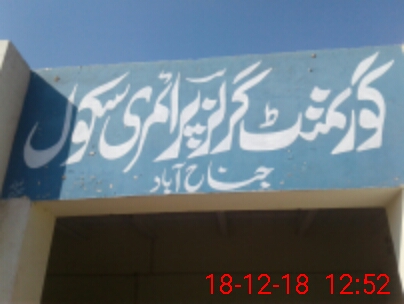 گورنمنٹ گرلز پرائمری سکول
جناح آباد
18-12-18 12:52